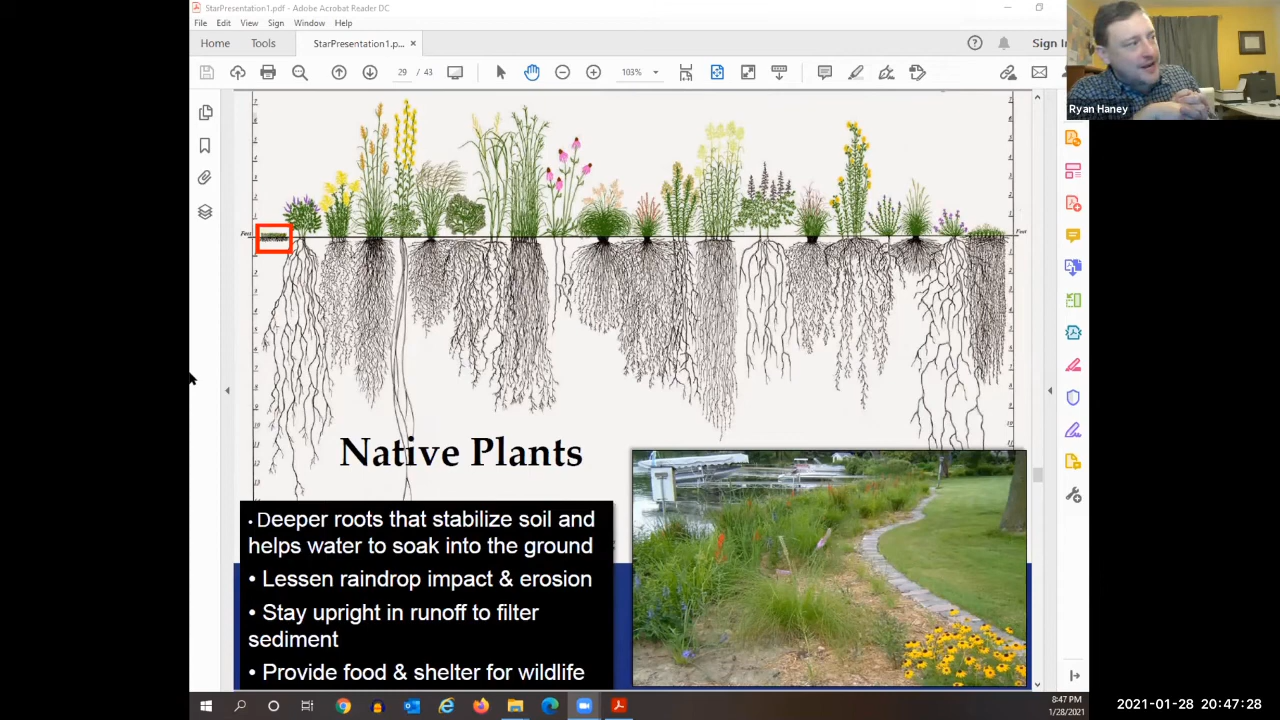 StarPresentation1.pdf - Adobe Acrobat Reader DC
File Edit View Sign Window Help
Home Tools StarPresentation1.p... × Sign In
29 / 43 103%
Ryan Haney
Feet Feet
Native Plants
• Deeper roots that stabilize soil and
helps water to soak into the ground
• Lessen raindrop impact & erosion
• Stay upright in runoff to filter
sediment
• Provide food & shelter for wildlife
8:47 PM
1/28/2021
2021-01-28 20:47:28